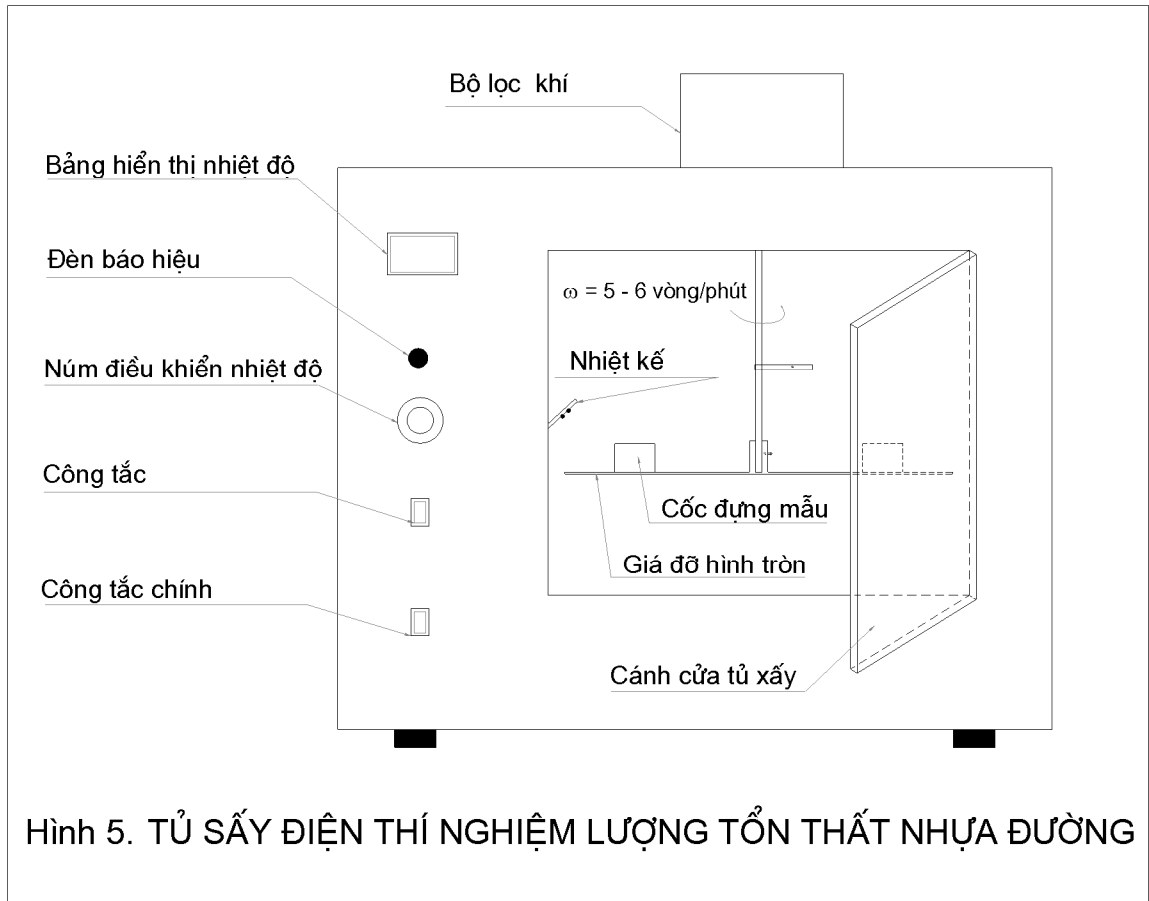 Bộ lọc khí
Bảng hiển thị nhiệt độ
Đèn báo hiệu
ω = 5 - 6 vòng/phút
Nhiệt kế
Núm điều khiển nhiệt độ
Công tắc
Cốc đựng mẫu
Giá đỡ hình tròn
Công tắc chính
Cánh cửa tủ xấy
Hình 5. TỦ SẤY ĐIỆN THÍ NGHIỆM LƯỢNG TỔN THẤT NHỰA ĐƯỜNG